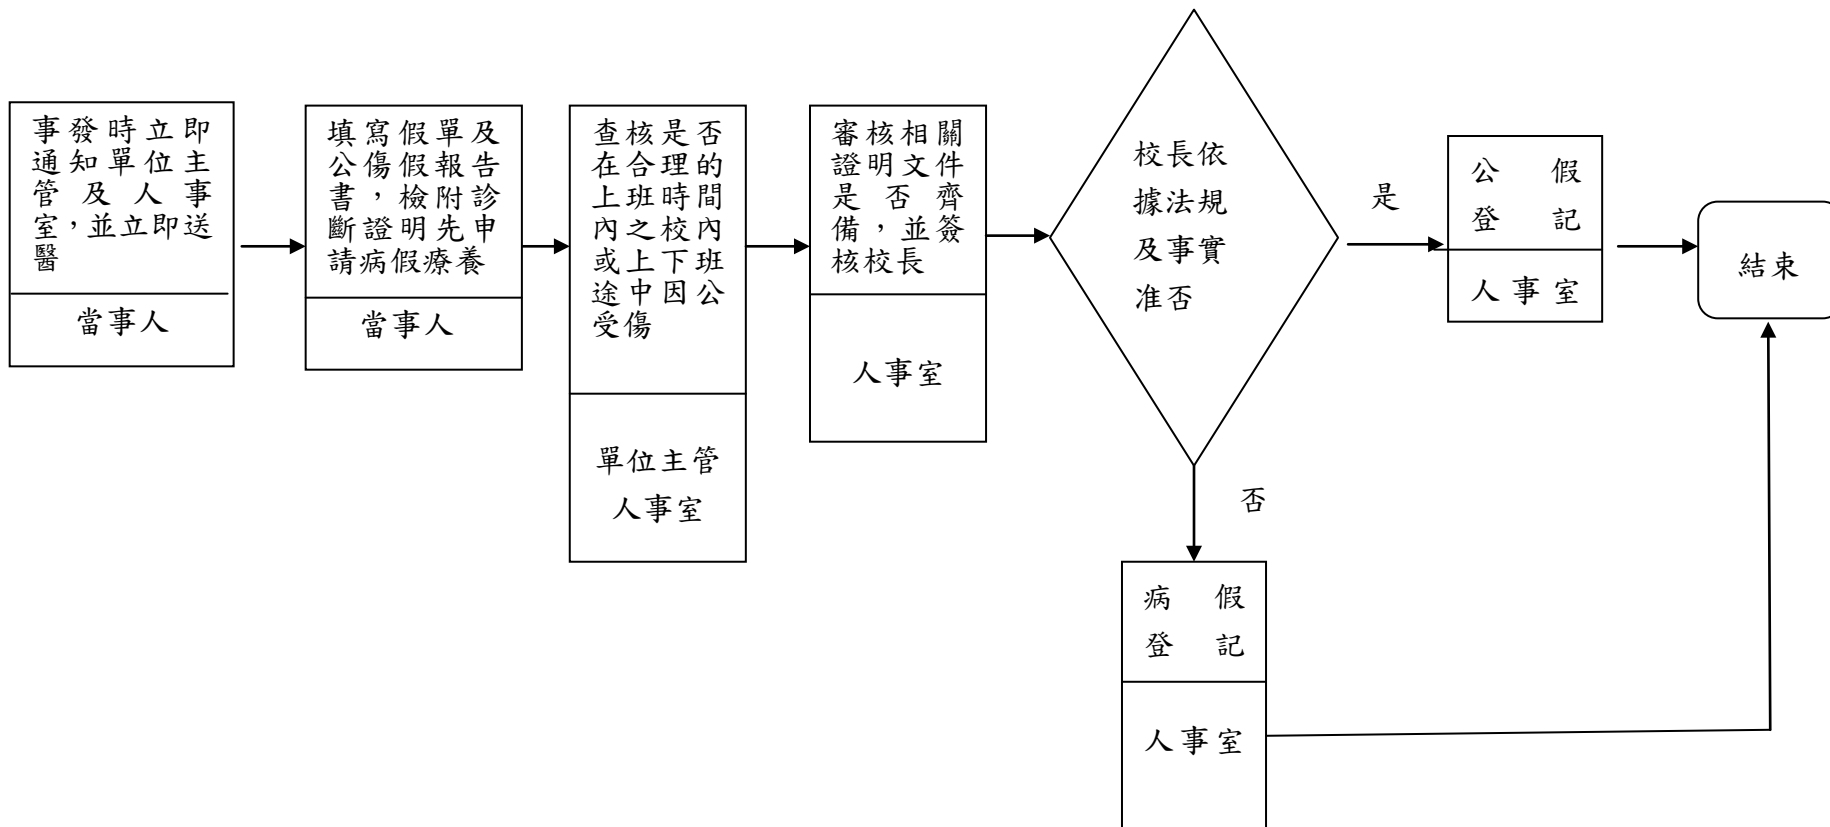 事發時立即
通知單位主
管及人事
室，並立即送
醫
當事人
填寫假單及
公傷假報告
書，檢附診
斷證明先申
請病假療養
當事人
查核是否
在合理的
上班時間
內之校內
或上下班
途中因公
受傷
單位主管
人事室
審核相關
證明文件
是否齊
備，並簽
核校長
人事室
校長依
據法規
及事實
准否
是
公假
登記
人事室
結束
否
病假
登記
人事室